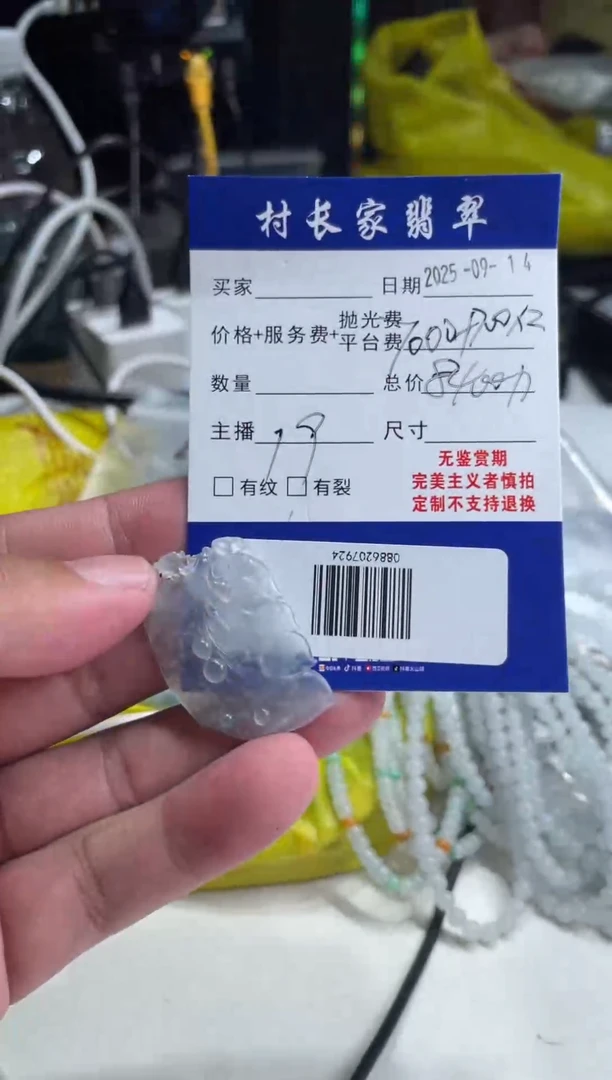 村长家翡翠
买家 日期 2025-09-14
价格+服务费+抛光费平台费
数量 总价
主播 19 尺寸
□有纹 □有裂
无鉴赏期
完美主义者慎拍
定制不支持退换
0886207924